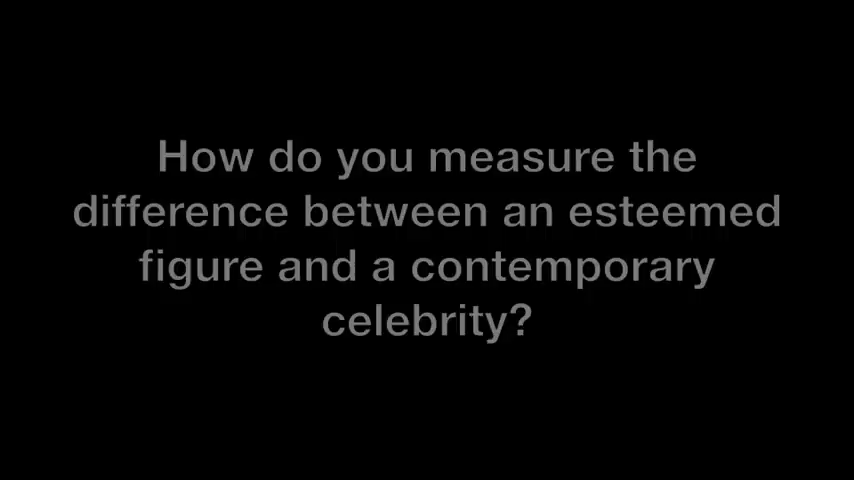 How do you measure the
difference between an esteemed
figure and a contemporary
celebrity?